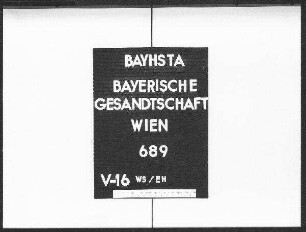 BAYHSTA
BAYERISCHE
GESANDTSCHAFT
WIEN
689
V-16 WS/EH